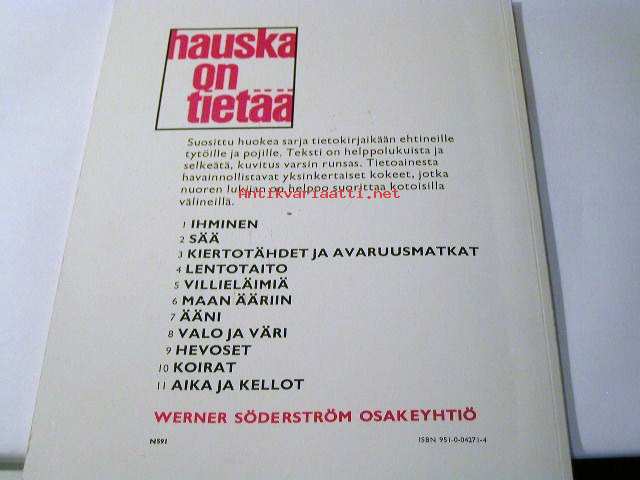 hauska
on
tietää
Suosittu huokea sarja tietokirjaikään ehtineille
tytöille ja pojille. Teksti on helppolukuista ja
selkeätä, kuvitus varsin runsas. Tietoainesta
havainnollistavat yksinkertaiset kokeet, jotka
nuoren lukijan on helppo suorittaa kotoisilla
Antikvariaatti.net
välineillä.
1 IHMINEN
2 SÄÄ
3 KIERTOTÄHDET JA AVARUUSMATKAT
4 LENTOTAITO
5 VILLIELÄIMIÄ
6 MAAN ÄÄRIIN
7 ÄÄNI
8 VALO JA VÄRI
9 HEVOSET
10 KOIRAT
11 AIKA JA KELLOT
WERNER SÖDERSTRÖM OSAKEYHTIÖ
N591
ISBN 951-0-04271-4